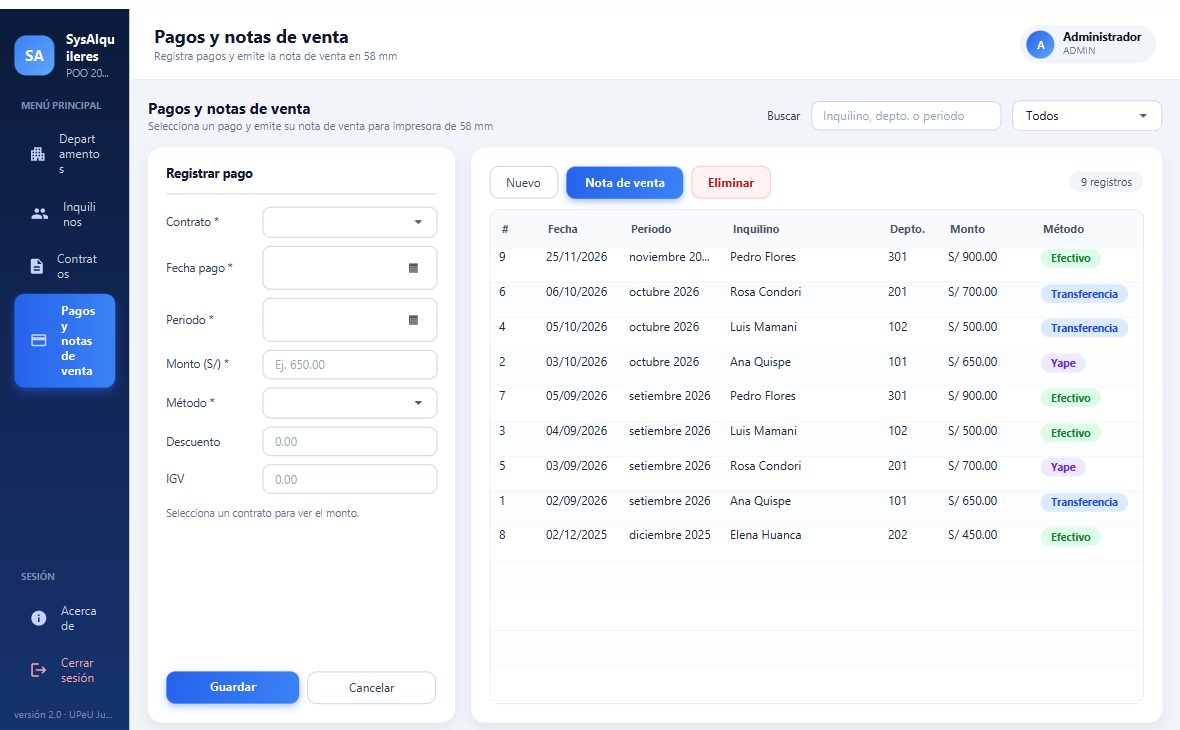 SA
SysAlqu
ileres
POO 20...
MENÚ PRINCIPAL
Depart
amento
s
Inquili
nos
Contrat
os
Pagos
y
notas
de
venta
SESIÓN
Acerca
de
Cerrar
sesión
versión 2.0 · UPeU Ju...
Pagos y notas de venta
Registra pagos y emite la nota de venta en 58 mm
A
Administrador
ADMIN
Pagos y notas de venta
Selecciona un pago y emite su nota de venta para impresora de 58 mm
Buscar
Inquilino, depto. o periodo
Todos
Registrar pago
Contrato *
Fecha pago *
Periodo *
Monto (S/) * Ej. 650.00
Método *
Descuento 0.00
IGV 0.00
Selecciona un contrato para ver el monto.
Guardar Cancelar
Nuevo Nota de venta Eliminar 9 registros
# Fecha Periodo Inquilino Depto. Monto Método
9 25/11/2026 noviembre 20... Pedro Flores 301 S/ 900.00 Efectivo
6 06/10/2026 octubre 2026 Rosa Condori 201 S/ 700.00 Transferencia
4 05/10/2026 octubre 2026 Luis Mamani 102 S/ 500.00 Transferencia
2 03/10/2026 octubre 2026 Ana Quispe 101 S/ 650.00 Yape
7 05/09/2026 setiembre 2026 Pedro Flores 301 S/ 900.00 Efectivo
3 04/09/2026 setiembre 2026 Luis Mamani 102 S/ 500.00 Efectivo
5 03/09/2026 setiembre 2026 Rosa Condori 201 S/ 700.00 Yape
1 02/09/2026 setiembre 2026 Ana Quispe 101 S/ 650.00 Transferencia
8 02/12/2025 diciembre 2025 Elena Huanca 202 S/ 450.00 Efectivo